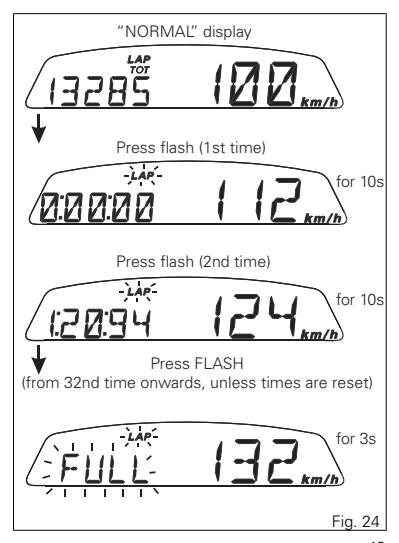 "NORMAL" display
LAP
TOT
13285 100 km/h
Press flash (1st time)
LAP
for 10s
0:00:00 112 km/h
Press flash (2nd time)
LAP
for 10s
1:20:94 124 km/h
Press FLASH
(from 32nd time onwards, unless times are reset)
LAP
for 3s
FULL 132 km/h
Fig. 24